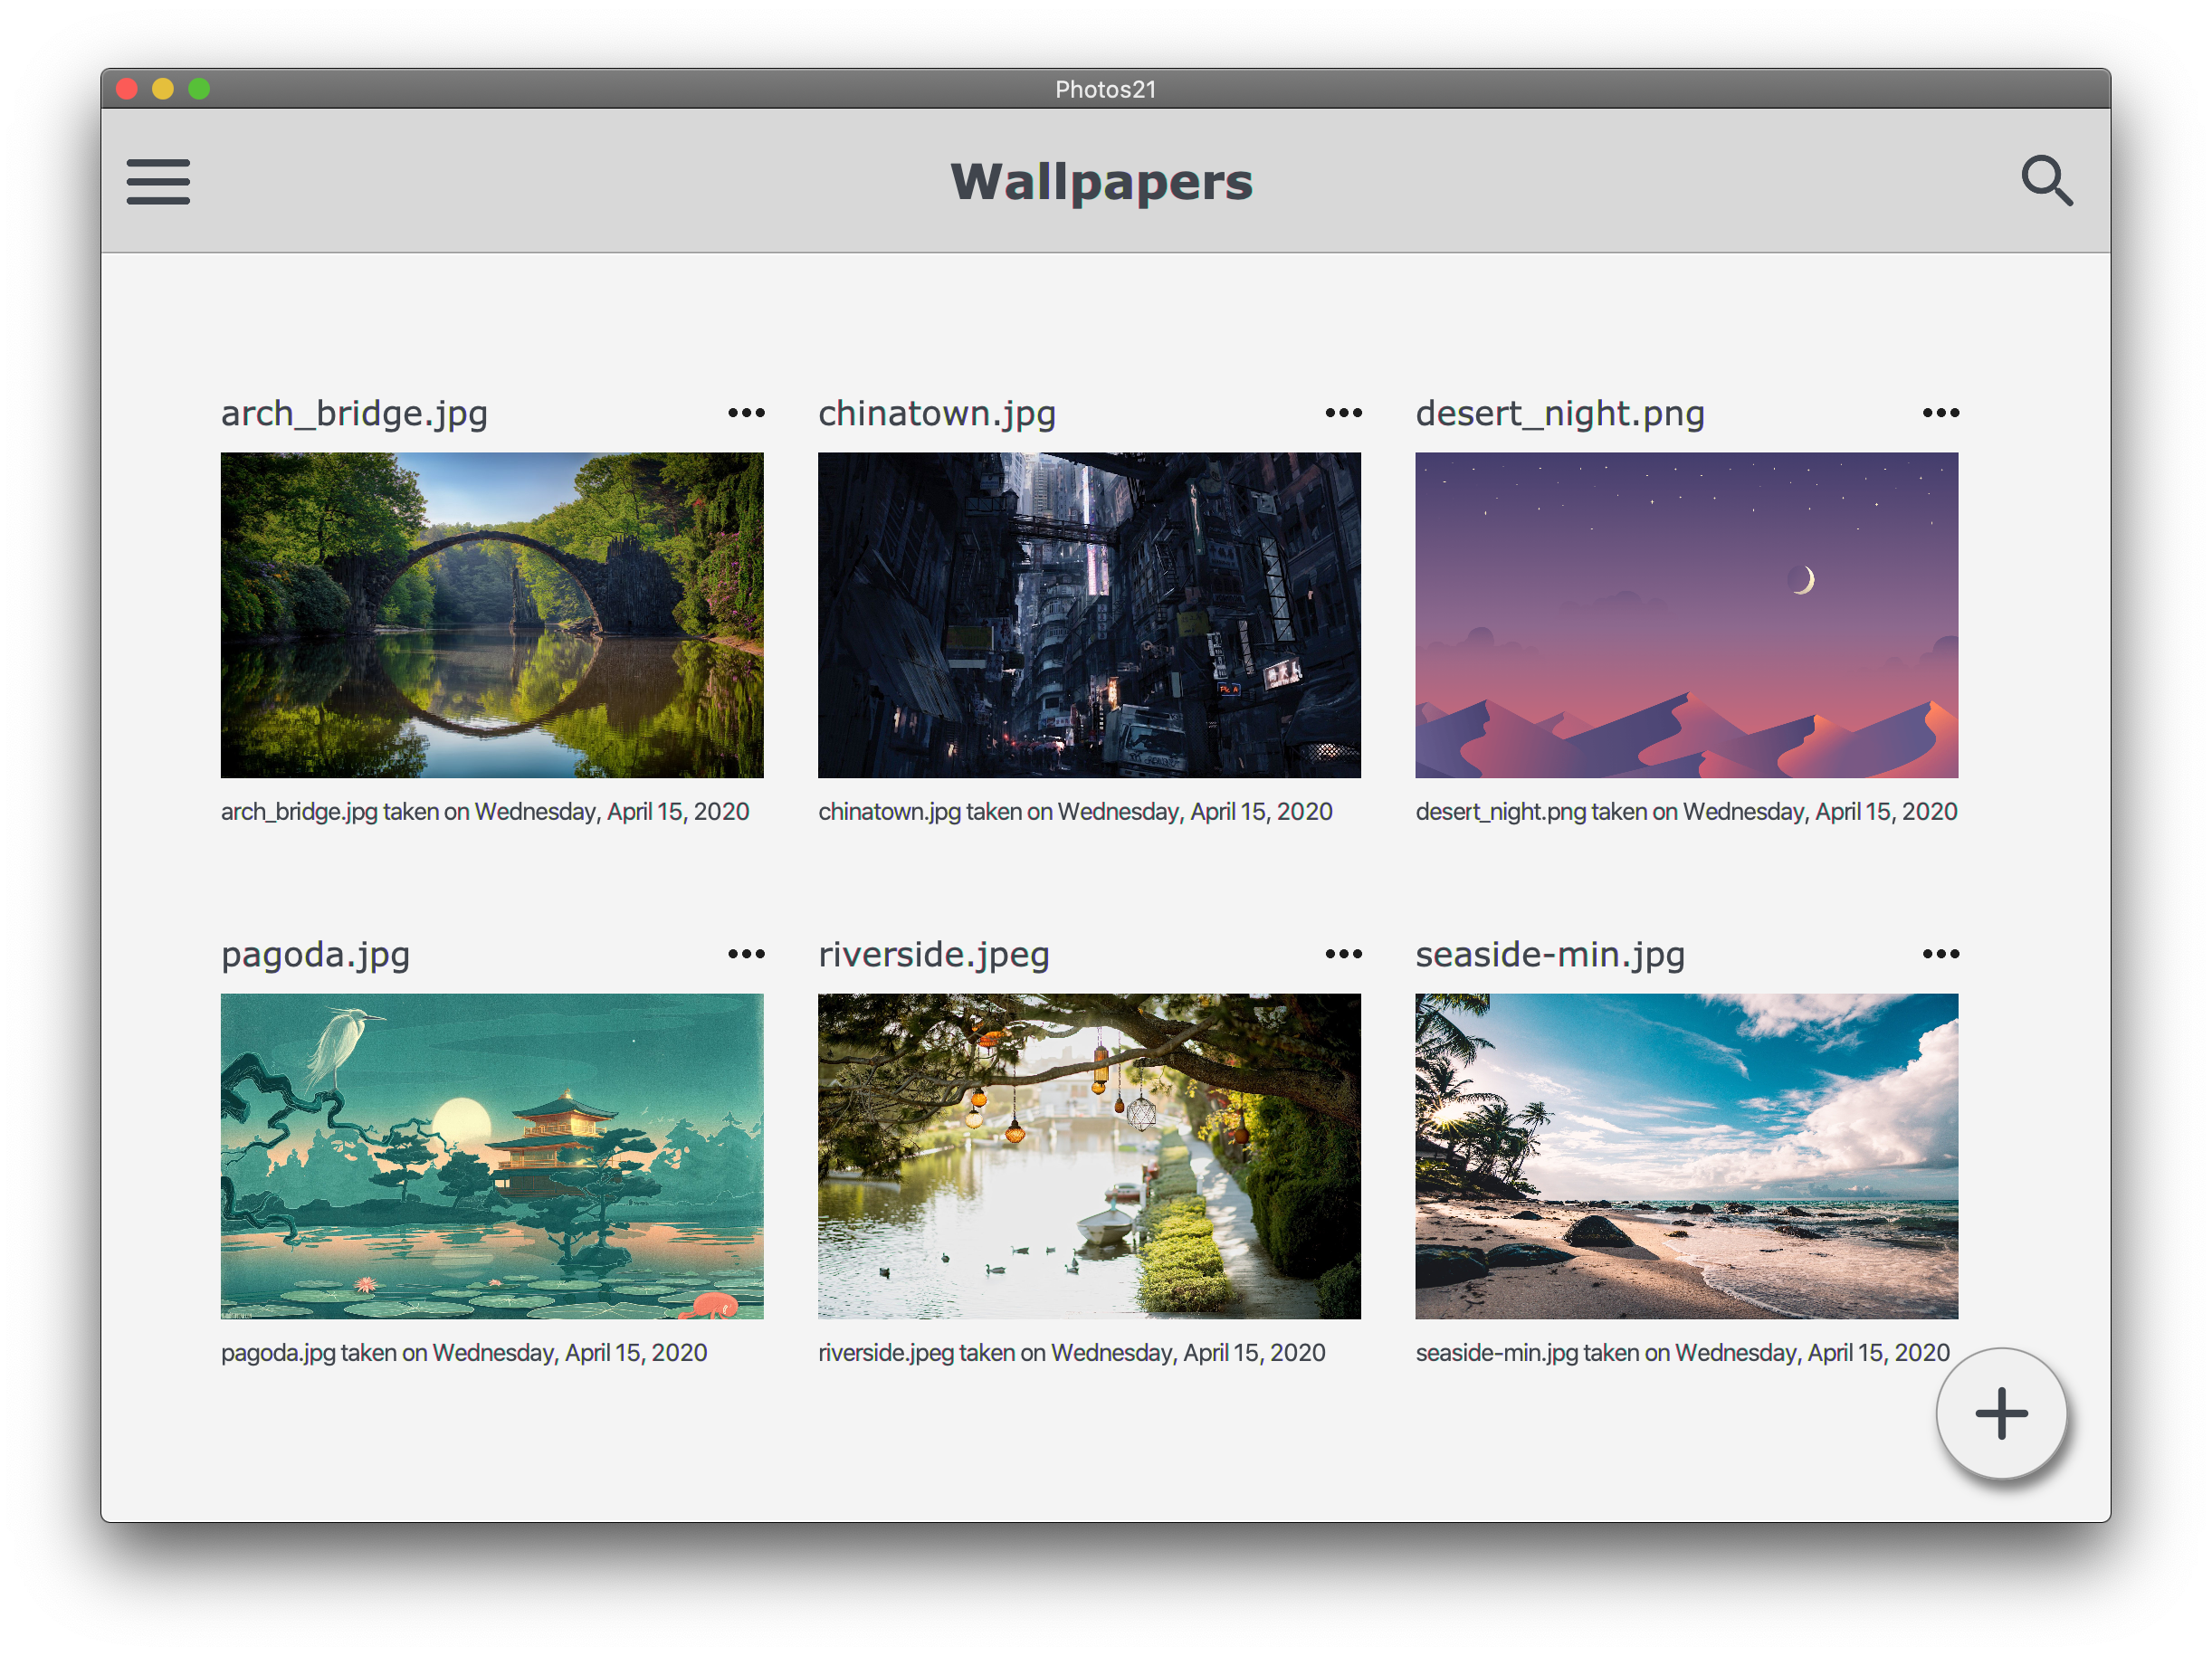 Photos21
Wallpapers
arch_bridge.jpg
chinatown.jpg
desert_night.png
arch_bridge.jpg taken on Wednesday, April 15, 2020
chinatown.jpg taken on Wednesday, April 15, 2020
desert_night.png taken on Wednesday, April 15, 2020
pagoda.jpg
riverside.jpeg
seaside-min.jpg
pagoda.jpg taken on Wednesday, April 15, 2020
riverside.jpeg taken on Wednesday, April 15, 2020
seaside-min.jpg taken on Wednesday, April 15, 2020